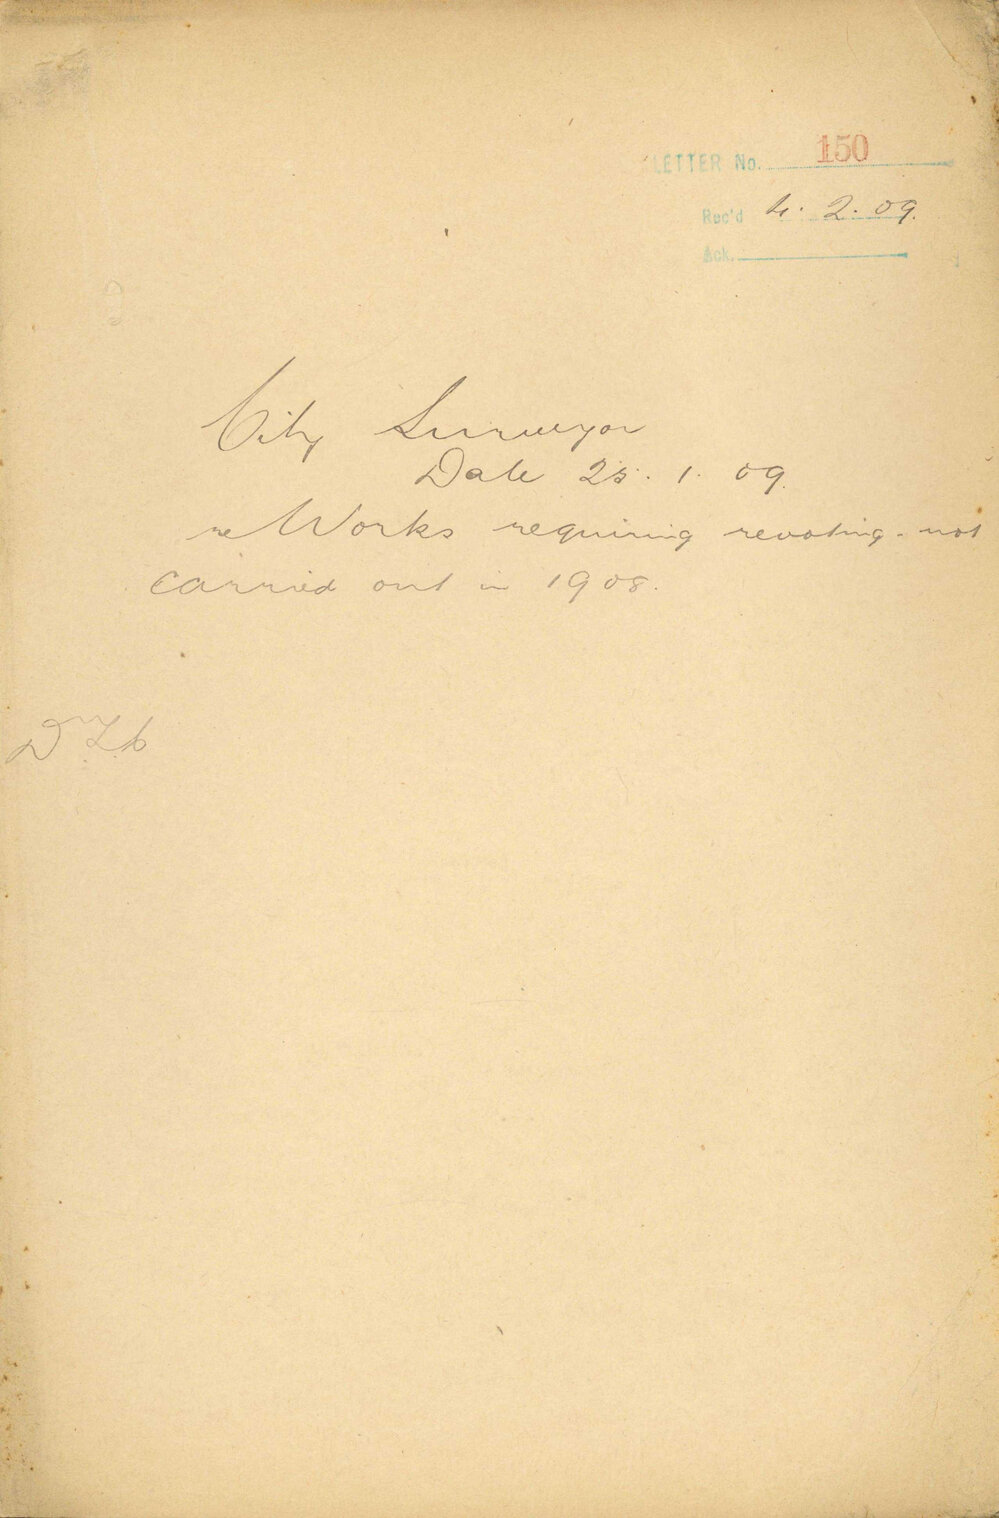 LETTER No. 150
Rec'd 4. 2. 09.
Ack.
City Surveyor
Date 25. 1. 09.
re Works requiring revoting - not
carried out in 1908.